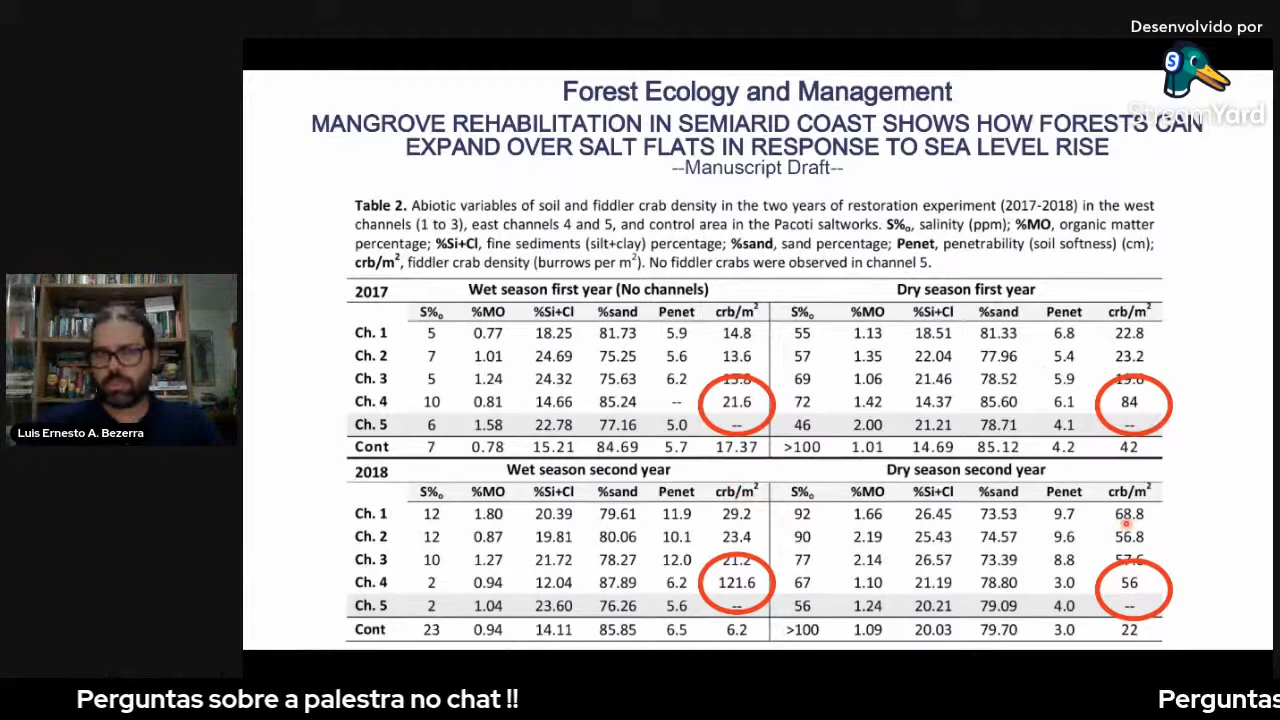 Desenvolvido por
S
StreamYard
Forest Ecology and Management
MANGROVE REHABILITATION IN SEMIARID COAST SHOWS HOW FORESTS CAN
EXPAND OVER SALT FLATS IN RESPONSE TO SEA LEVEL RISE
--Manuscript Draft--
Table 2. Abiotic variables of soil and fiddler crab density in the two years of restoration experiment (2017-2018) in the west
channels (1 to 3), east channels 4 and 5, and control area in the Pacoti saltworks. S‰, salinity (ppm); %MO, organic matter
percentage; %Si+Cl, fine sediments (silt+clay) percentage; %sand, sand percentage; Penet, penetrability (soil softness) (cm);
crb/m², fiddler crab density (burrows per m²). No fiddler crabs were observed in channel 5.
2017 Wet season first year (No channels) Dry season first year
S‰ %MO %Si+Cl %sand Penet crb/m² S‰ %MO %Si+Cl %sand Penet crb/m²
Ch. 1 5 0.77 18.25 81.73 5.9 14.8 55 1.13 18.51 81.33 6.8 22.8
Ch. 2 7 1.01 24.69 75.25 5.6 13.6 57 1.35 22.04 77.96 5.4 23.2
Ch. 3 5 1.24 24.32 75.63 6.2 69 1.06 21.46 78.52 5.9
Ch. 4 10 0.81 14.66 85.24 -- 21.6 72 1.42 14.37 85.60 6.1 84
Ch. 5 6 1.58 22.78 77.16 5.0 -- 46 2.00 21.21 78.71 4.1 --
Cont 7 0.78 15.21 84.69 5.7 17.37 >100 1.01 14.69 85.12 4.2 42
2018 Wet season second year Dry season second year
S‰ %MO %Si+Cl %sand Penet crb/m² S‰ %MO %Si+Cl %sand Penet crb/m²
Ch. 1 12 1.80 20.39 79.61 11.9 29.2 92 1.66 26.45 73.53 9.7 68.8
Ch. 2 12 0.87 19.81 80.06 10.1 23.4 90 2.19 25.43 74.57 9.6 56.8
Ch. 3 10 1.27 21.72 78.27 12.0 21.2 77 2.14 26.57 73.39 8.8 57.6
Ch. 4 2 0.94 12.04 87.89 6.2 121.6 67 1.10 21.19 78.80 3.0 56
Ch. 5 2 1.04 23.60 76.26 5.6 -- 56 1.24 20.21 79.09 4.0 --
Cont 23 0.94 14.11 85.85 6.5 6.2 >100 1.09 20.03 79.70 3.0 22
Luis Ernesto A. Bezerra
Perguntas sobre a palestra no chat !! Perguntas